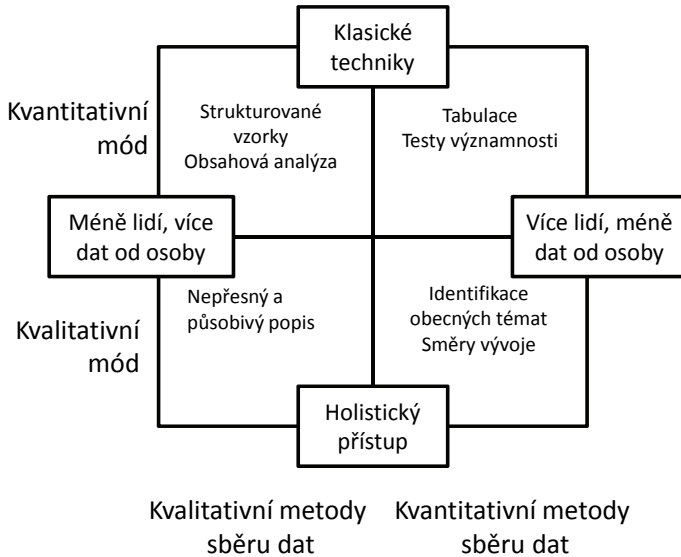 Klasické
techniky
Kvantitativní
mód
Strukturované
vzorky
Obsahová analýza
Tabulace
Testy významnosti
Méně lidí, více
dat od osoby
Více lidí, méně
dat od osoby
Kvalitativní
mód
Nepřesný a
působivý popis
Identifikace
obecných témat
Směry vývoje
Holistický
přístup
Kvalitativní metody
sběru dat
Kvantitativní metody
sběru dat